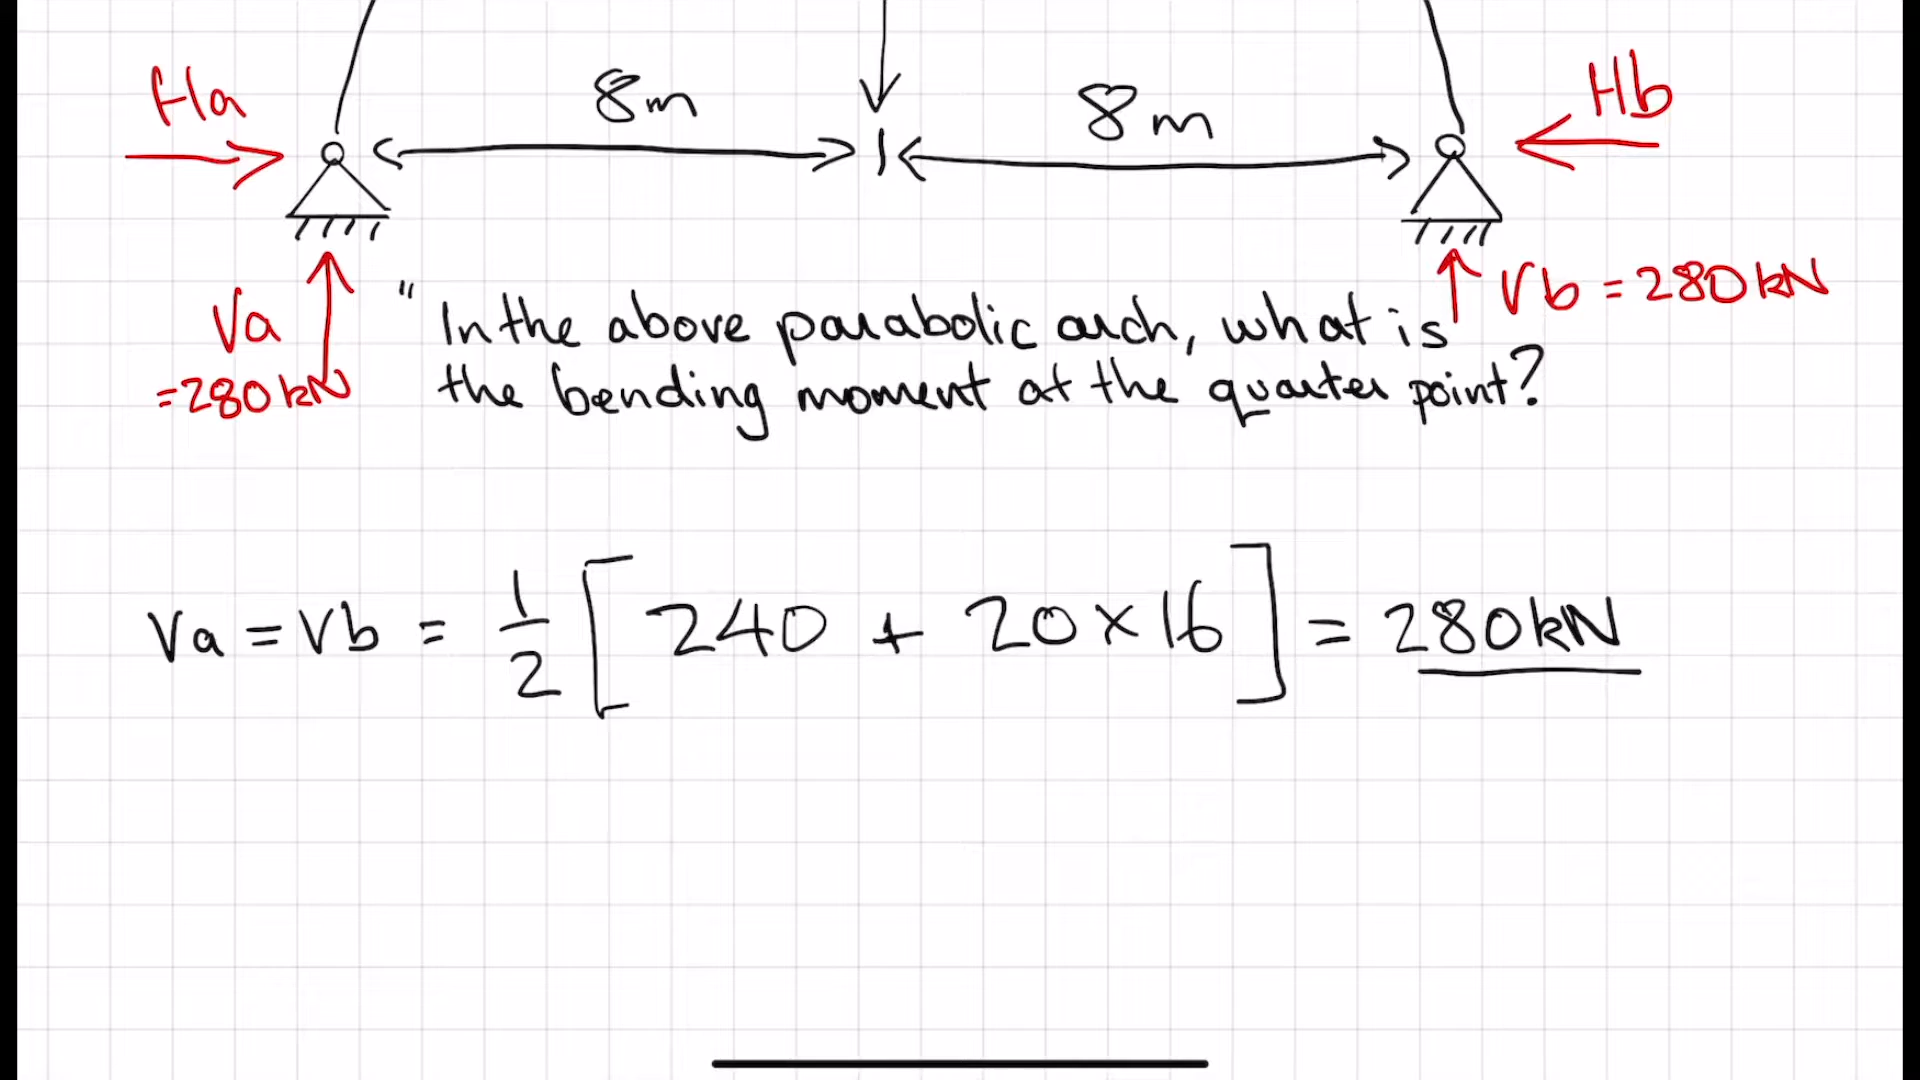 Ha
8m
8m
Hb
Va
= 280kN
Vb = 280kN
" In the above parabolic arch, what is
the bending moment at the quarter point?
Va = Vb = 1/2 [ 240 + 20 × 16 ] = 280kN